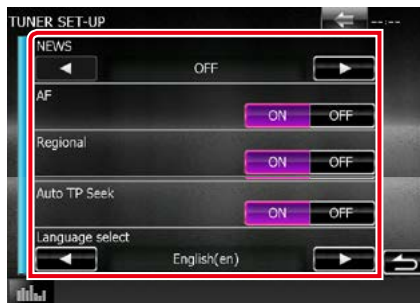 TUNER SET-UP
--:--
NEWS
OFF
AF
ON OFF
Regional
ON OFF
Auto TP Seek
ON OFF
Language select
English(en)